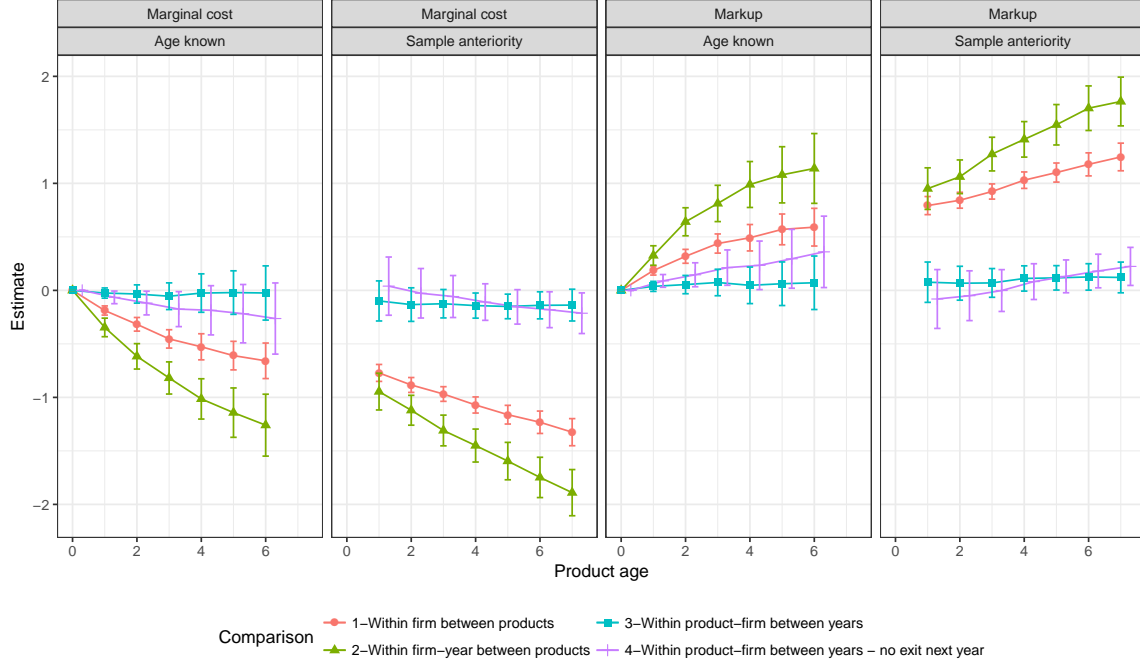 Marginal cost
Marginal cost
Markup
Markup
Age known
Sample anteriority
Age known
Sample anteriority
2
1
0
−1
−2
Estimate
0 2 4 6
0 2 4 6
0 2 4 6
0 2 4 6
Product age
Comparison
1−Within firm between products
3−Within product−firm between years
2−Within firm−year between products
4−Within product−firm between years − no exit next year